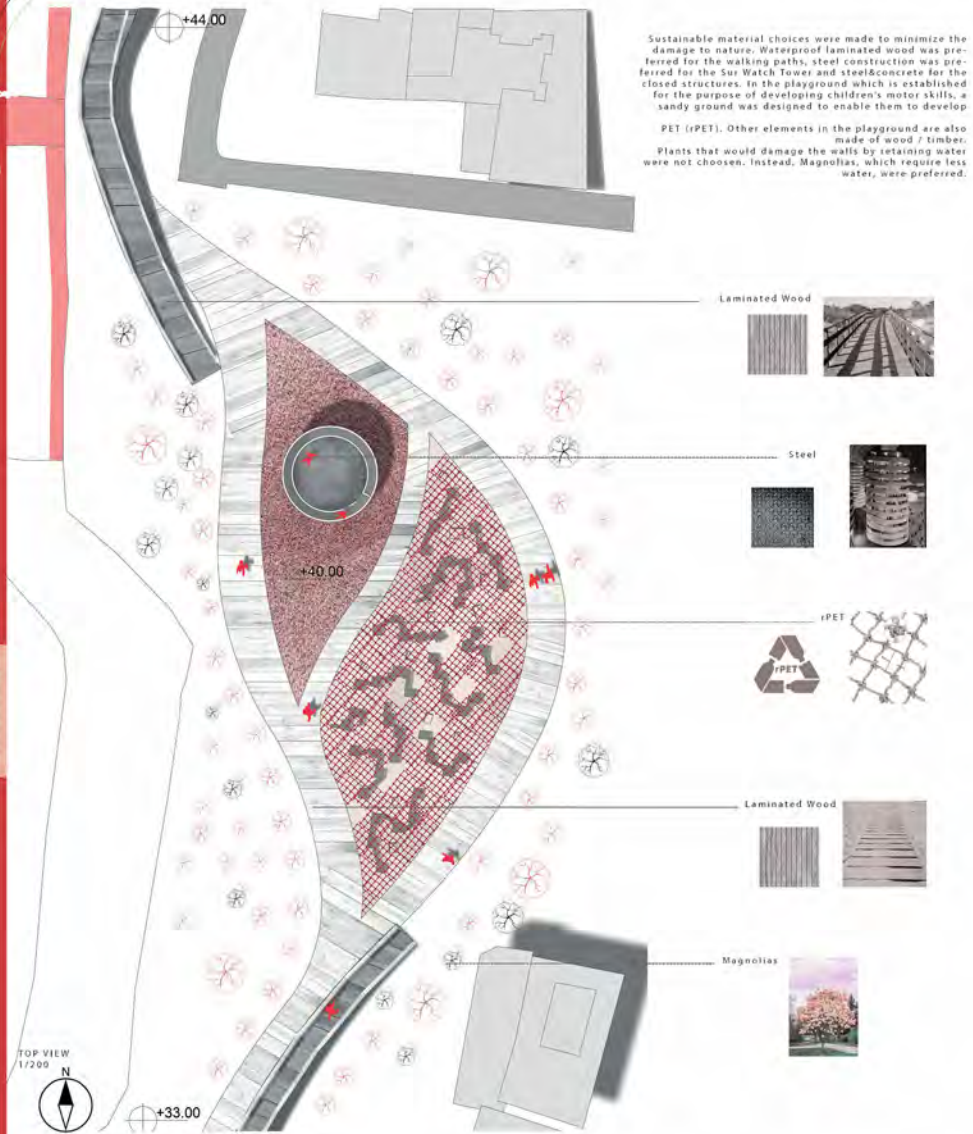 +44.00
Sustainable material choices were made to minimize the
damage to nature. Waterproof laminated wood was pre-
ferred for the walking paths, steel construction was pre-
ferred for the Sur Watch Tower and steel&concrete for the
closed structures. In the playground which is established
for the purpose of developing children's motor skills, a
sandy ground was designed to enable them to develop
PET (rPET). Other elements in the playground are also
made of wood / timber.
Plants that would damage the walls by retaining water
were not choosen. Instead, Magnolias, which require less
water, were preferred.
Laminated Wood
Steel
+40.00
rPET
rPET
Laminated Wood
Magnolias
TOP VIEW
1/200
N
+33.00